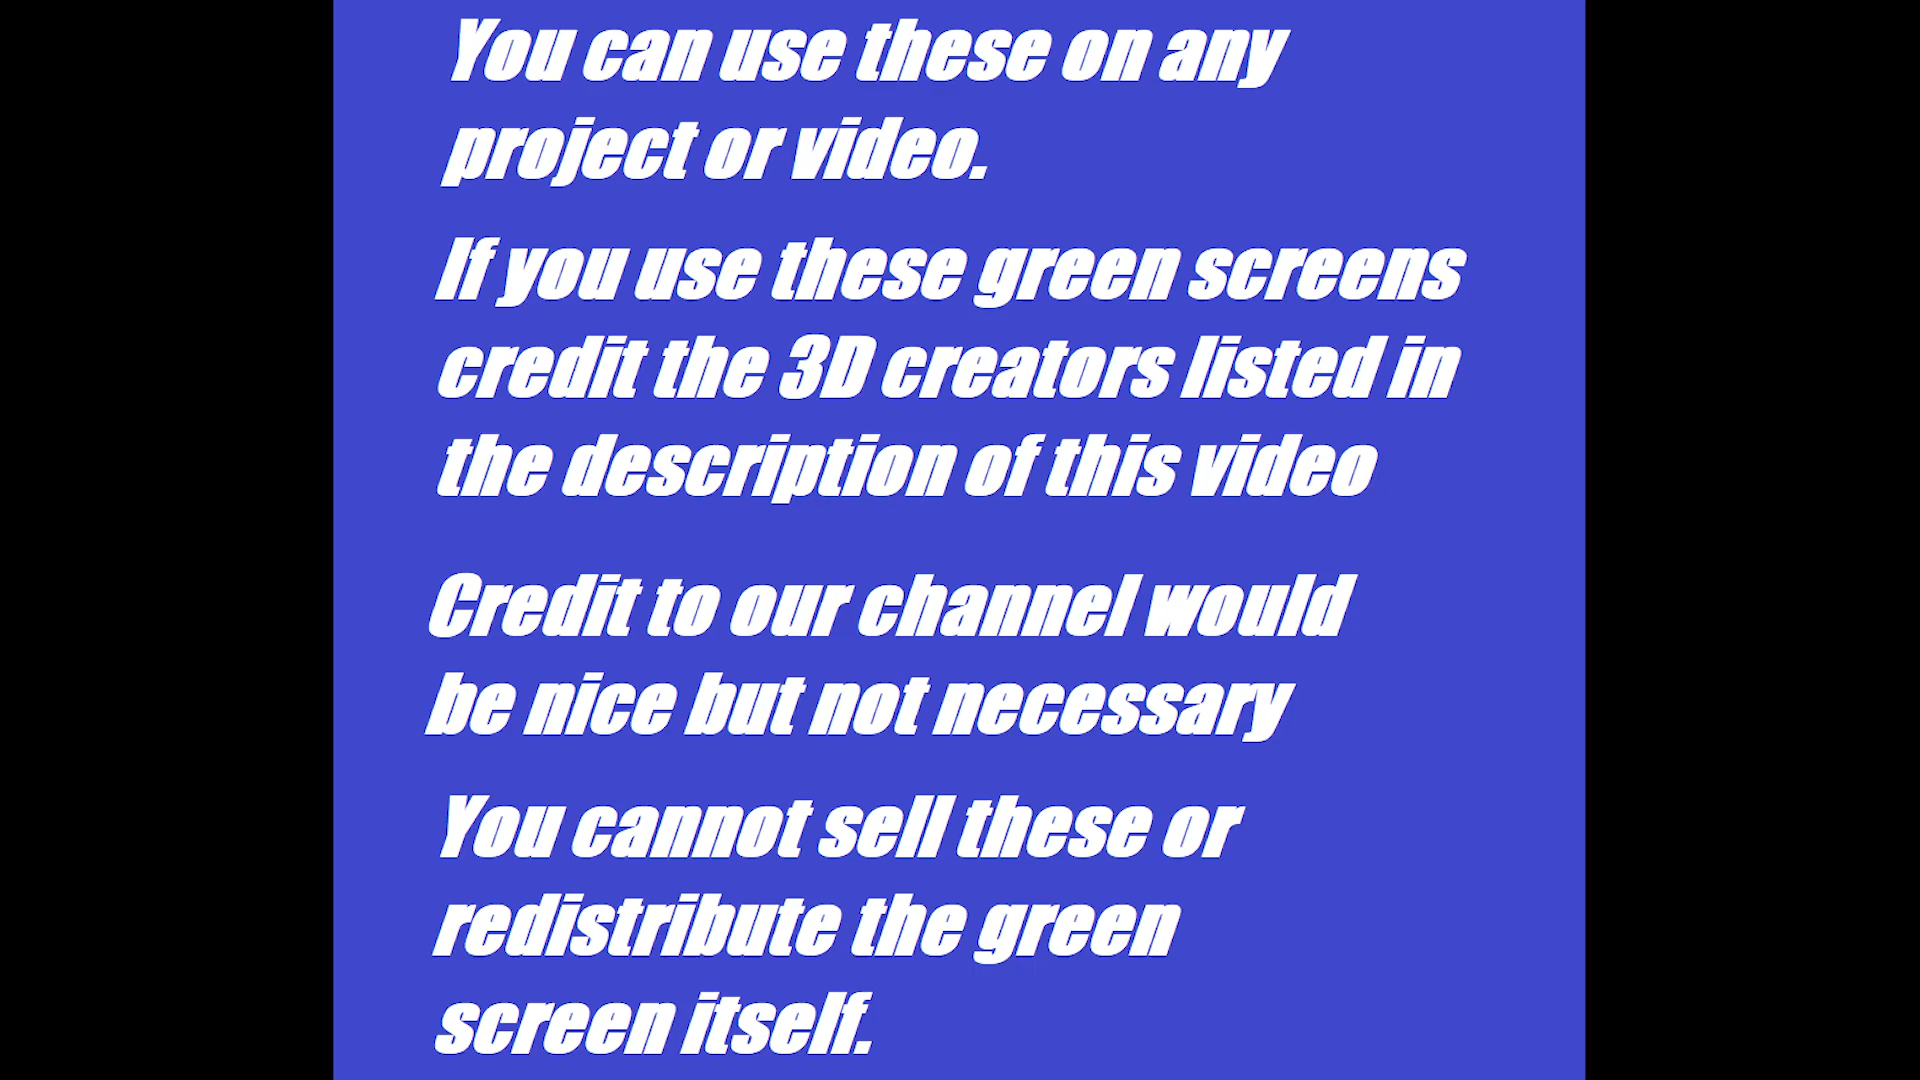 You can use these on any
project or video.
If you use these green screens
credit the 3D creators listed in
the description of this video
Credit to our channel would
be nice but not necessary
You cannot sell these or
redistribute the green
screen itself.